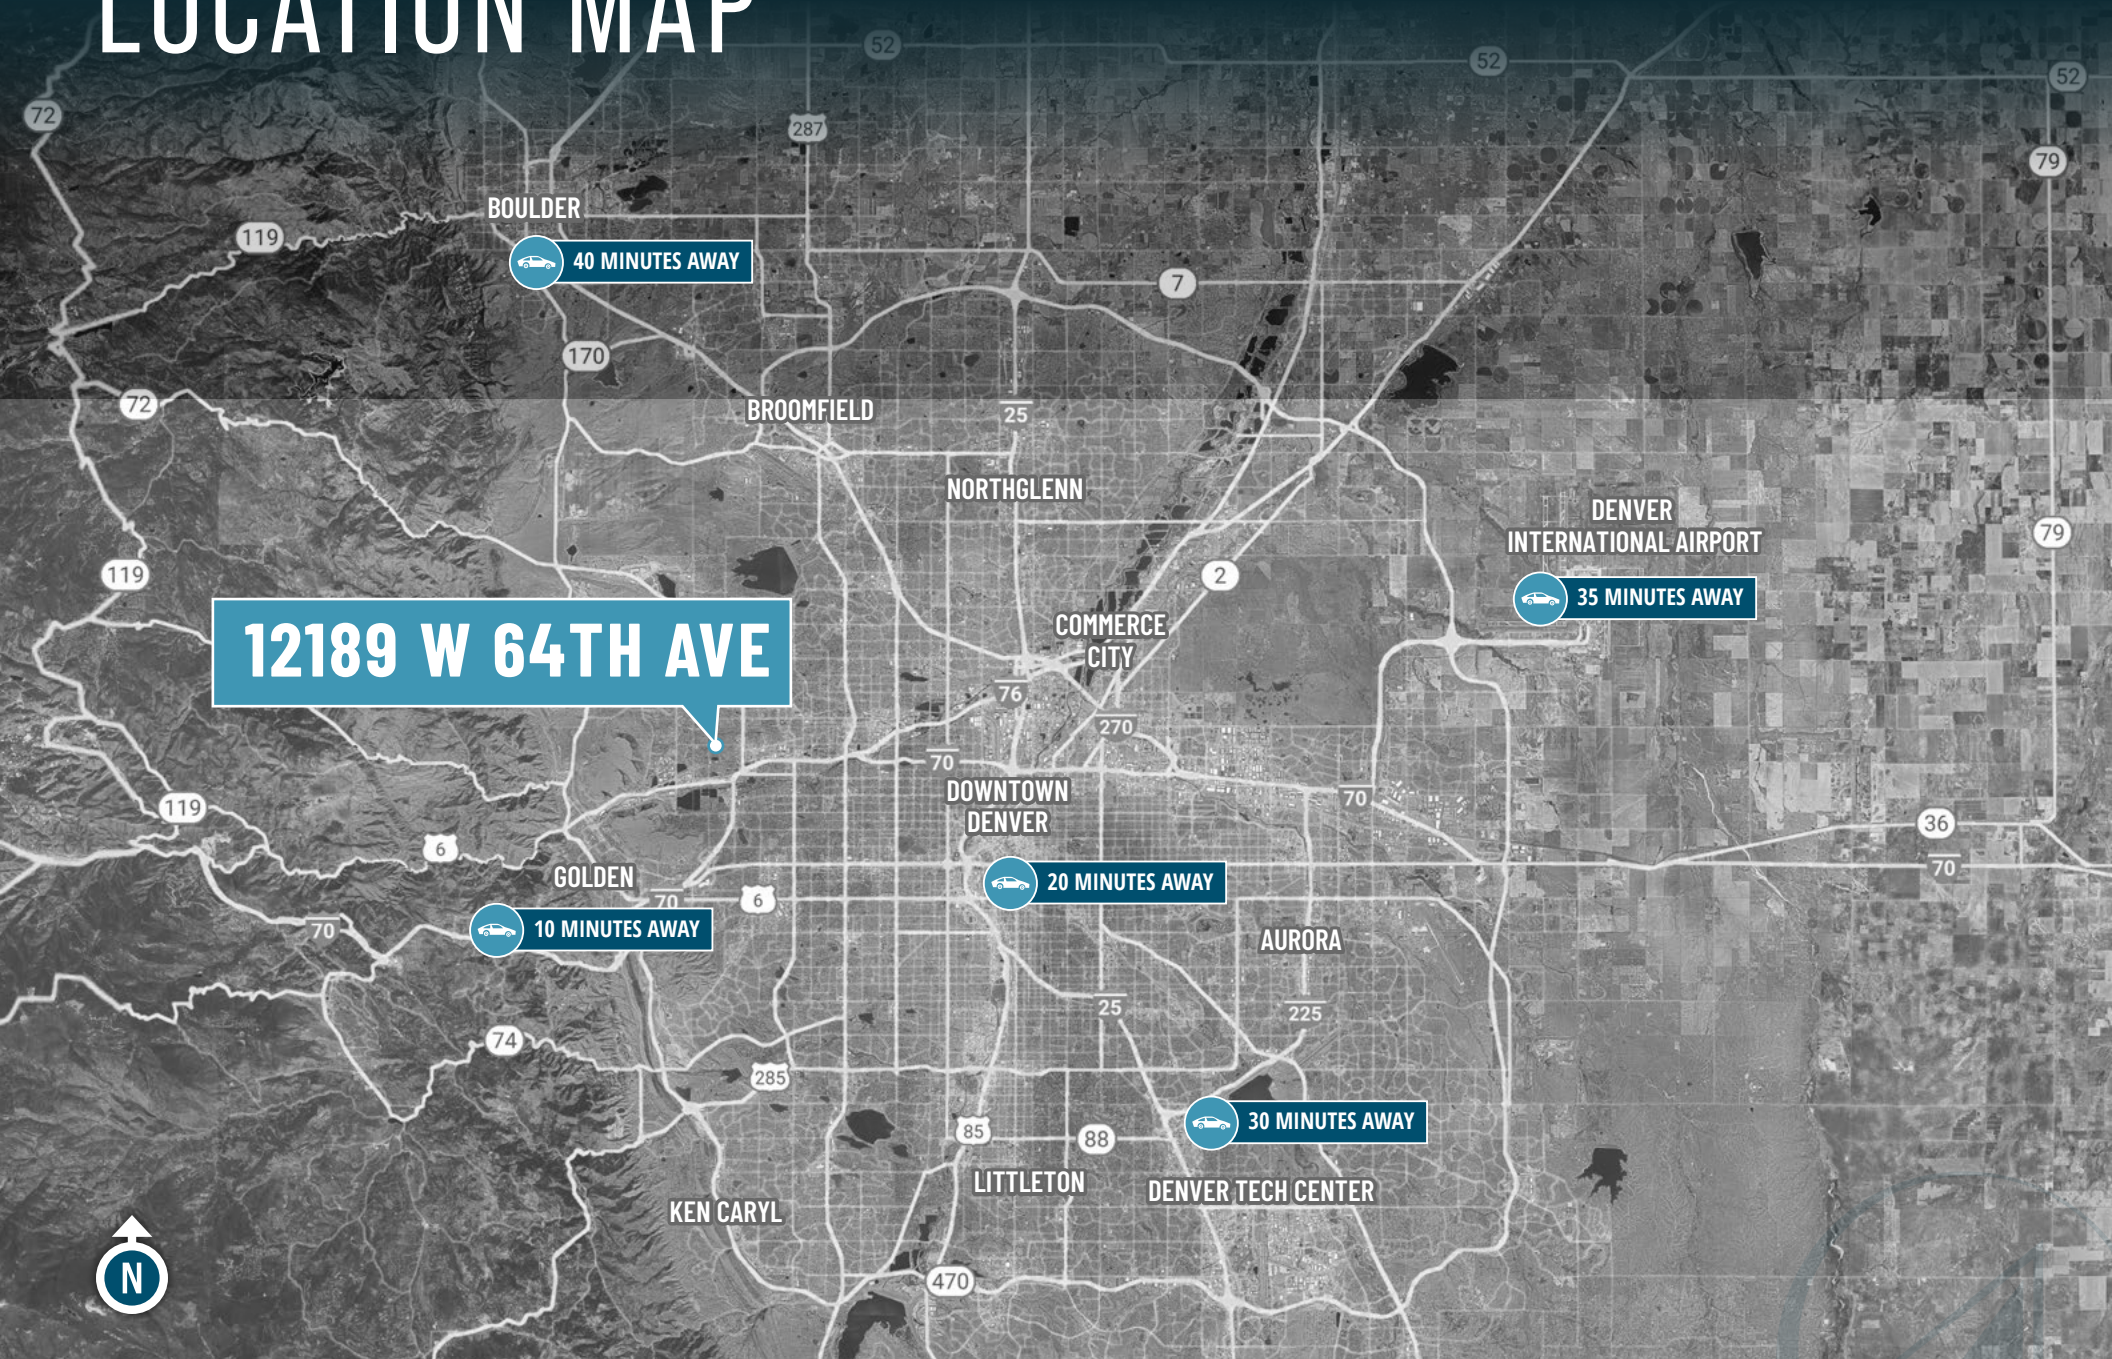 LOCATION MAP
52
52
52
72
287
79
BOULDER
119
40 MINUTES AWAY
7
170
72
BROOMFIELD
25
NORTHGLENN
DENVER
INTERNATIONAL AIRPORT
79
119
2
35 MINUTES AWAY
12189 W 64TH AVE
COMMERCE
CITY
76
270
70
DOWNTOWN
DENVER
70
119
36
6
70
GOLDEN
20 MINUTES AWAY
70
6
10 MINUTES AWAY
70
AURORA
25
225
74
285
30 MINUTES AWAY
85
88
LITTLETON
DENVER TECH CENTER
KEN CARYL
N
470